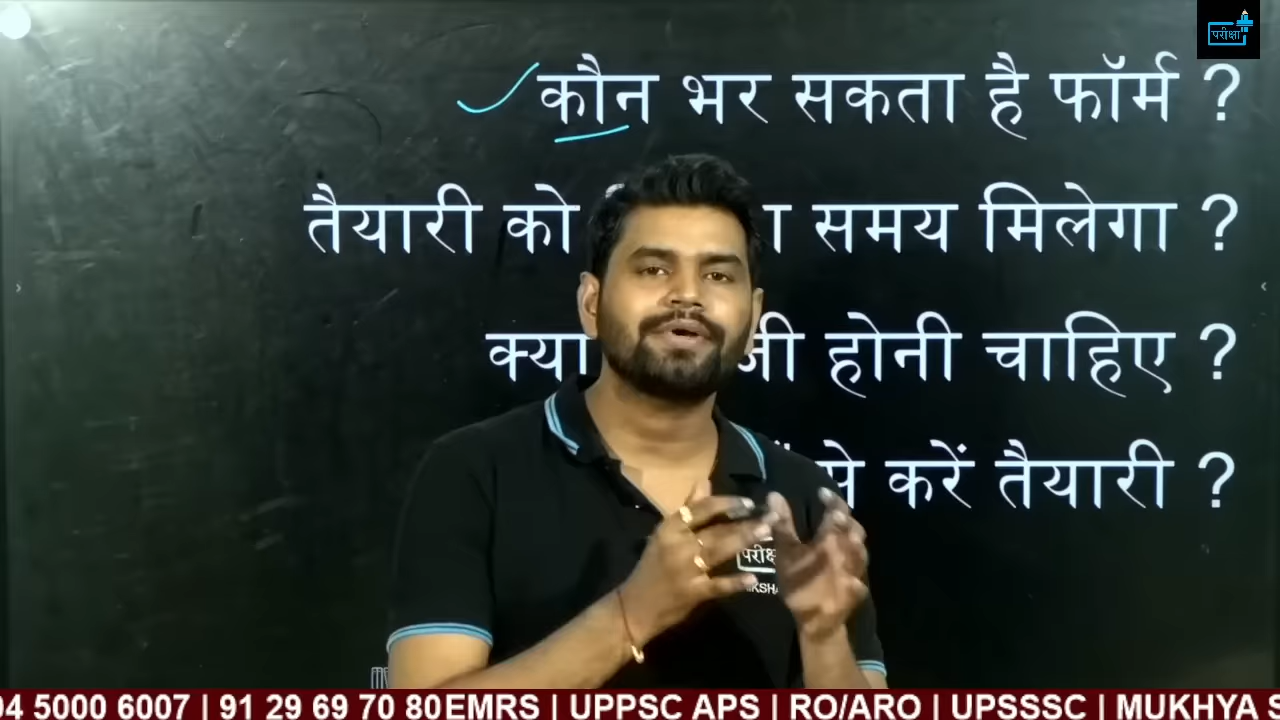 परीक्षा
कौन भर सकता है फॉर्म ?
तैयारी को समय मिलेगा ?
क्या होनी चाहिए ?
करें तैयारी ?
04 5000 6007 | 91 29 69 70 80EMRS | UPPSC APS | RO/ARO | UPSSSC | MUKHYA S